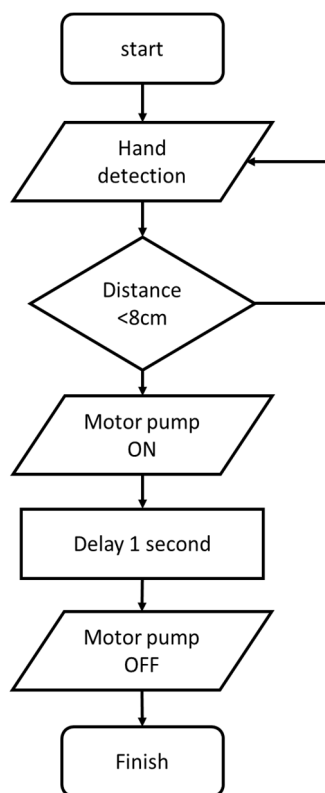 start
Hand
detection
Distance
<8cm
Motor pump
ON
Delay 1 second
Motor pump
OFF
Finish